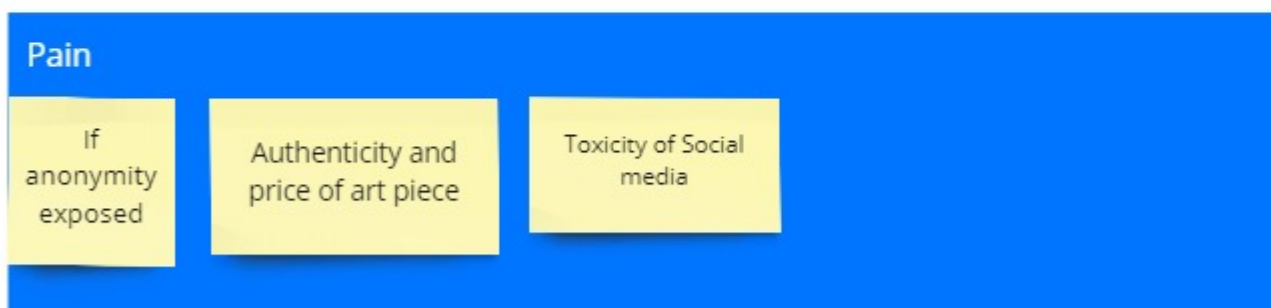 Pain
If
anonymity
exposed
Authenticity and
price of art piece
Toxicity of Social
media